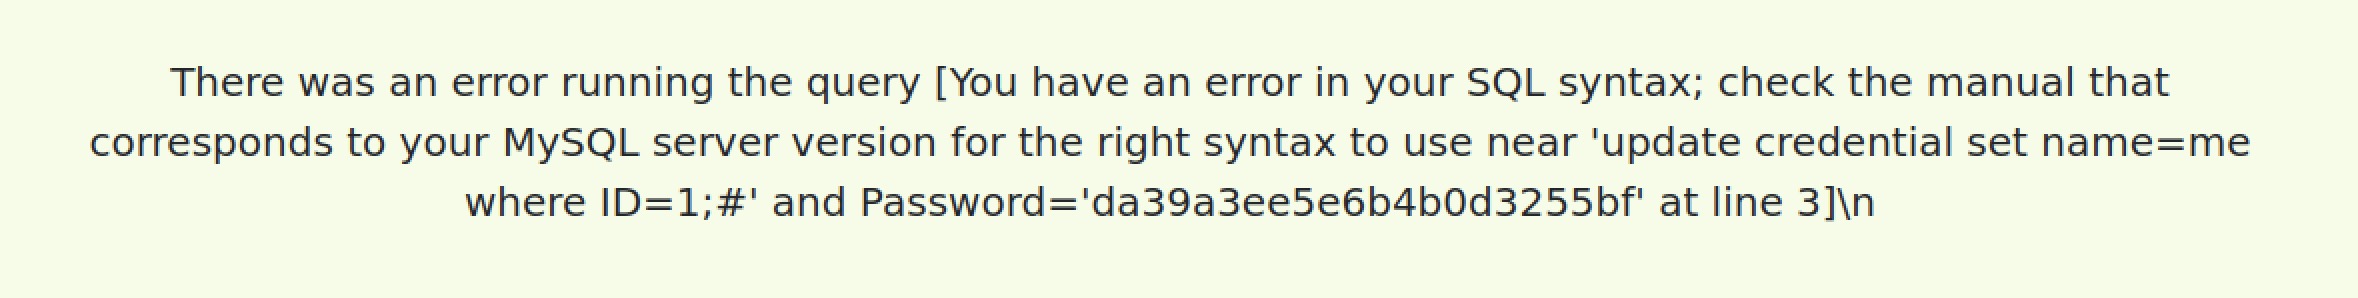 There was an error running the query [You have an error in your SQL syntax; check the manual that
corresponds to your MySQL server version for the right syntax to use near 'update credential set name=me
where ID=1;#' and Password='da39a3ee5e6b4b0d3255bf' at line 3]\n